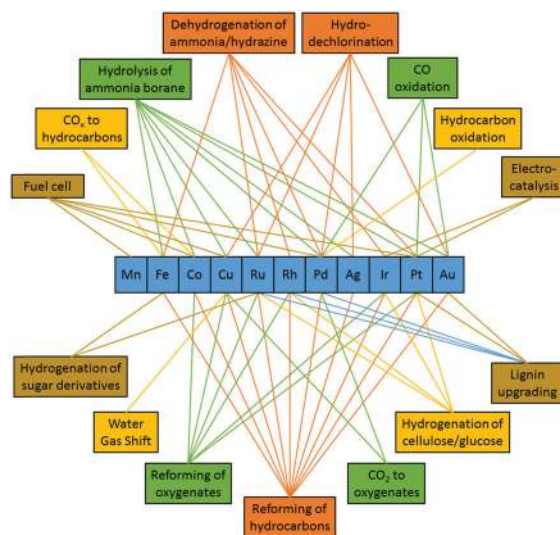 Dehydrogenation of
ammonia/hydrazine
Hydro-
dechlorination
Hydrolysis of
ammonia borane
CO
oxidation
COx to
hydrocarbons
Hydrocarbon
oxidation
Fuel cell
Electro-
catalysis
Mn Fe Co Cu Ru Rh Pd Ag Ir Pt Au
Hydrogenation of
sugar derivatives
Lignin
upgrading
Water
Gas Shift
Hydrogenation of
cellulose/glucose
Reforming of
oxygenates
CO2 to
oxygenates
Reforming of
hydrocarbons